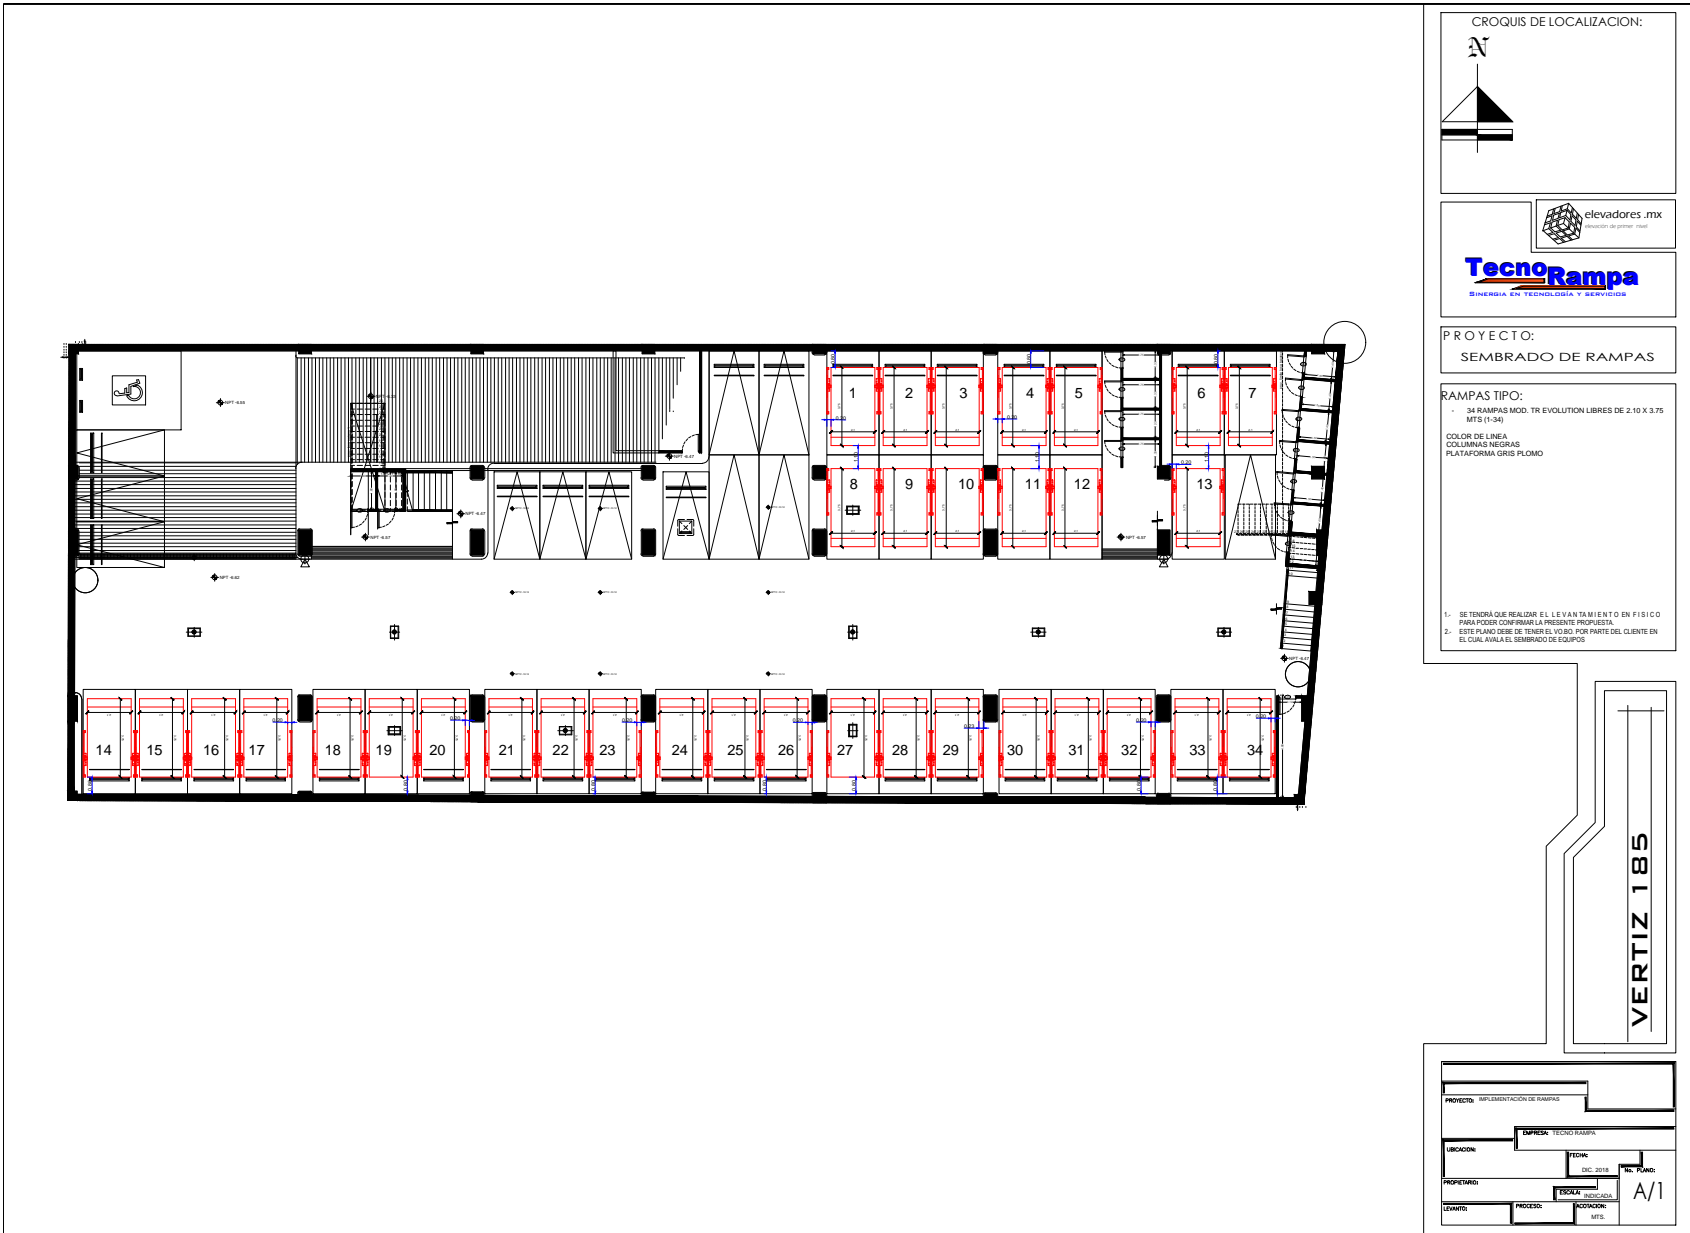 CROQUIS DE LOCALIZACION:
N
elevadores .mx
elevación de primer nivel
TecnoRampa
SINERGIA EN TECNOLOGÍA Y SERVICIOS
PROYECTO:
SEMBRADO DE RAMPAS
RAMPAS TIPO:
- 34 RAMPAS MOD. TR EVOLUTION LIBRES DE 2.10 X 3.75
MTS (1-34)
COLOR DE LINEA
COLUMNAS NEGRAS
PLATAFORMA GRIS PLOMO
1.- SE TENDRÁ QUE REALIZAR EL LEVANTAMIENTO EN FISICO
PARA PODER CONFIRMAR LA PRESENTE PROPUESTA.
2.- ESTE PLANO DEBE DE TENER EL VO.BO. POR PARTE DEL CLIENTE EN
EL CUAL AVALA EL SEMBRADO DE EQUIPOS
VERTIZ 185
PROYECTO: IMPLEMENTACIÓN DE RAMPAS
EMPRESA: TECNO RAMPA
UBICACION:
FECHA:
DIC. 2018
No. PLANO:
A/1
PROPIETARIO:
ESCALA: INDICADA
LEVANTO:
PROCESO:
ACOTACION:
MTS.
1 2 3 4 5 6 7
8 9 10 11 12 13
14 15 16 17 18 19 20 21 22 23 24 25 26 27 28 29 30 31 32 33 34